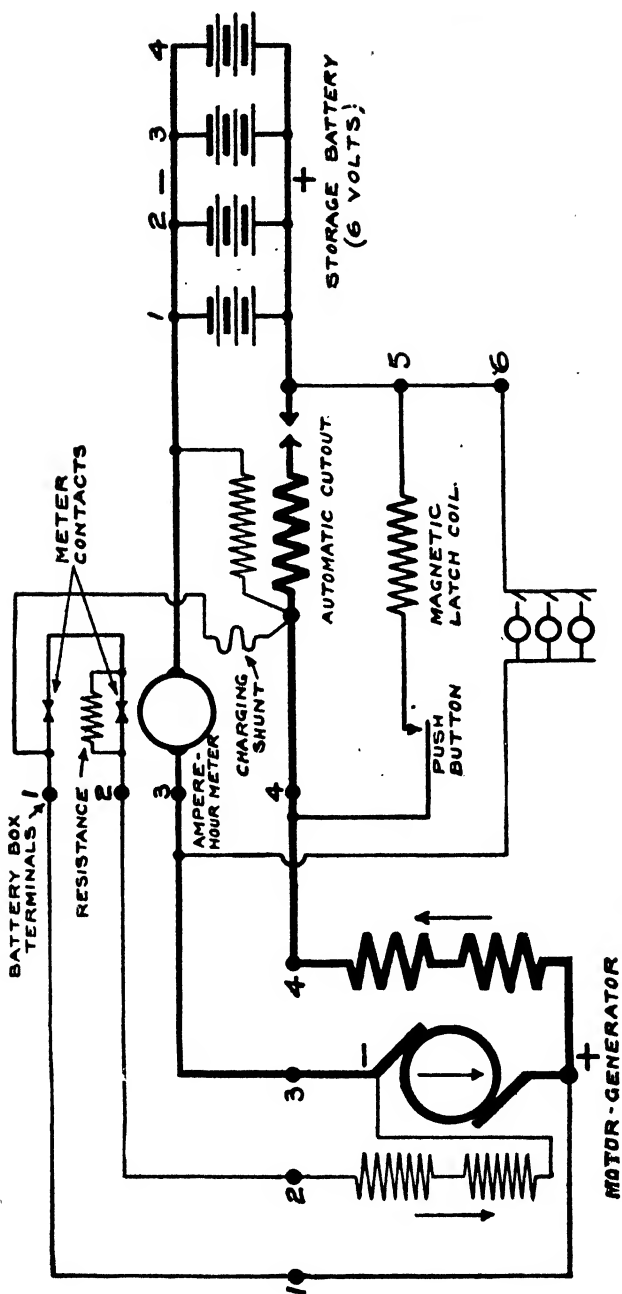 4
3
2
1
—
+
STORAGE BATTERY
(6 VOLTS)
METER
CONTACTS
AUTOMATIC CUTOUT.
5
6
MAGNETIC
LATCH COIL.
CHARGING
SHUNT
PUSH
BUTTON
AMPERE-
HOUR METER
RESISTANCE
BATTERY BOX
TERMINALS
1
2
3
4
4
3
2
1
—
+
MOTOR-GENERATOR